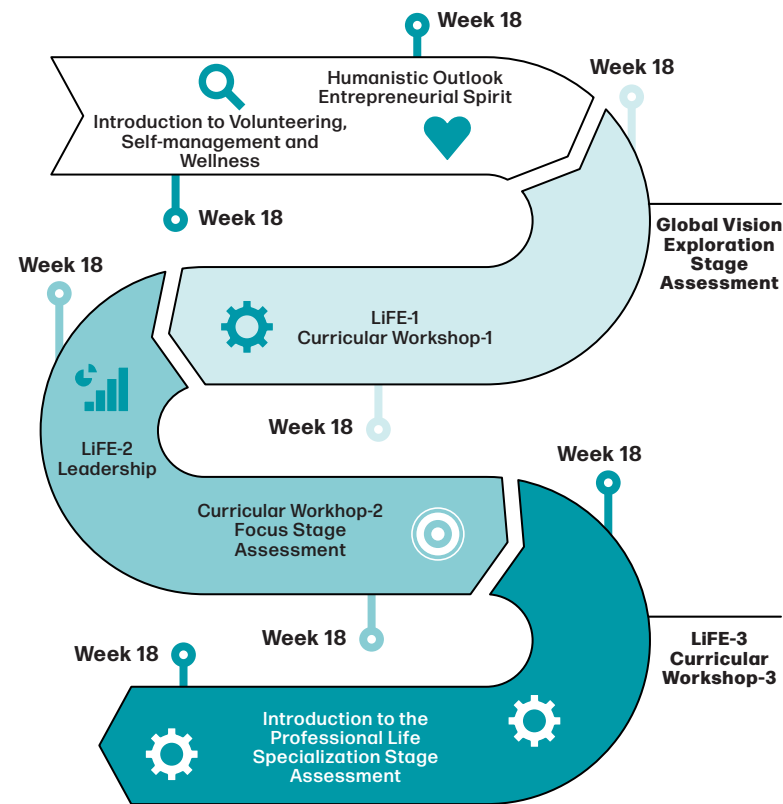 Week 18
Humanistic Outlook
Entrepreneurial Spirit
Week 18
Introduction to Volunteering,
Self-management and
Wellness
Week 18
Global Vision
Exploration
Stage
Assessment
Week 18
LiFE-1
Curricular Workshop-1
Week 18
LiFE-2
Leadership
Week 18
Curricular Workhop-2
Focus Stage
Assessment
Week 18
LiFE-3
Curricular
Workshop-3
Week 18
Introduction to the
Professional Life
Specialization Stage
Assessment